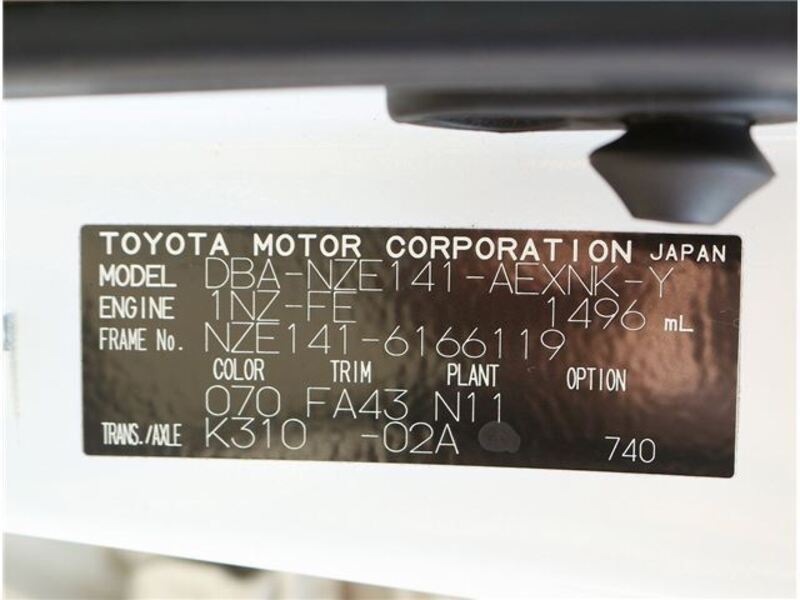 TOYOTA MOTOR CORPORATION JAPAN
MODEL DBA-NZE141-AEXNK-Y
ENGINE 1NZ-FE 1496 mL
FRAME No. NZE141-6166119
COLOR TRIM PLANT OPTION
070 FA43 N11
TRANS./AXLE K310 -02A 740